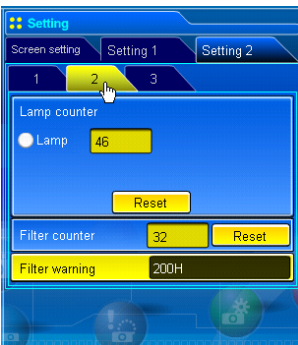 Setting
Screen setting Setting 1 Setting 2
1 2 3
Lamp counter
Lamp 46
Reset
Filter counter 32 Reset
Filter warning 200H